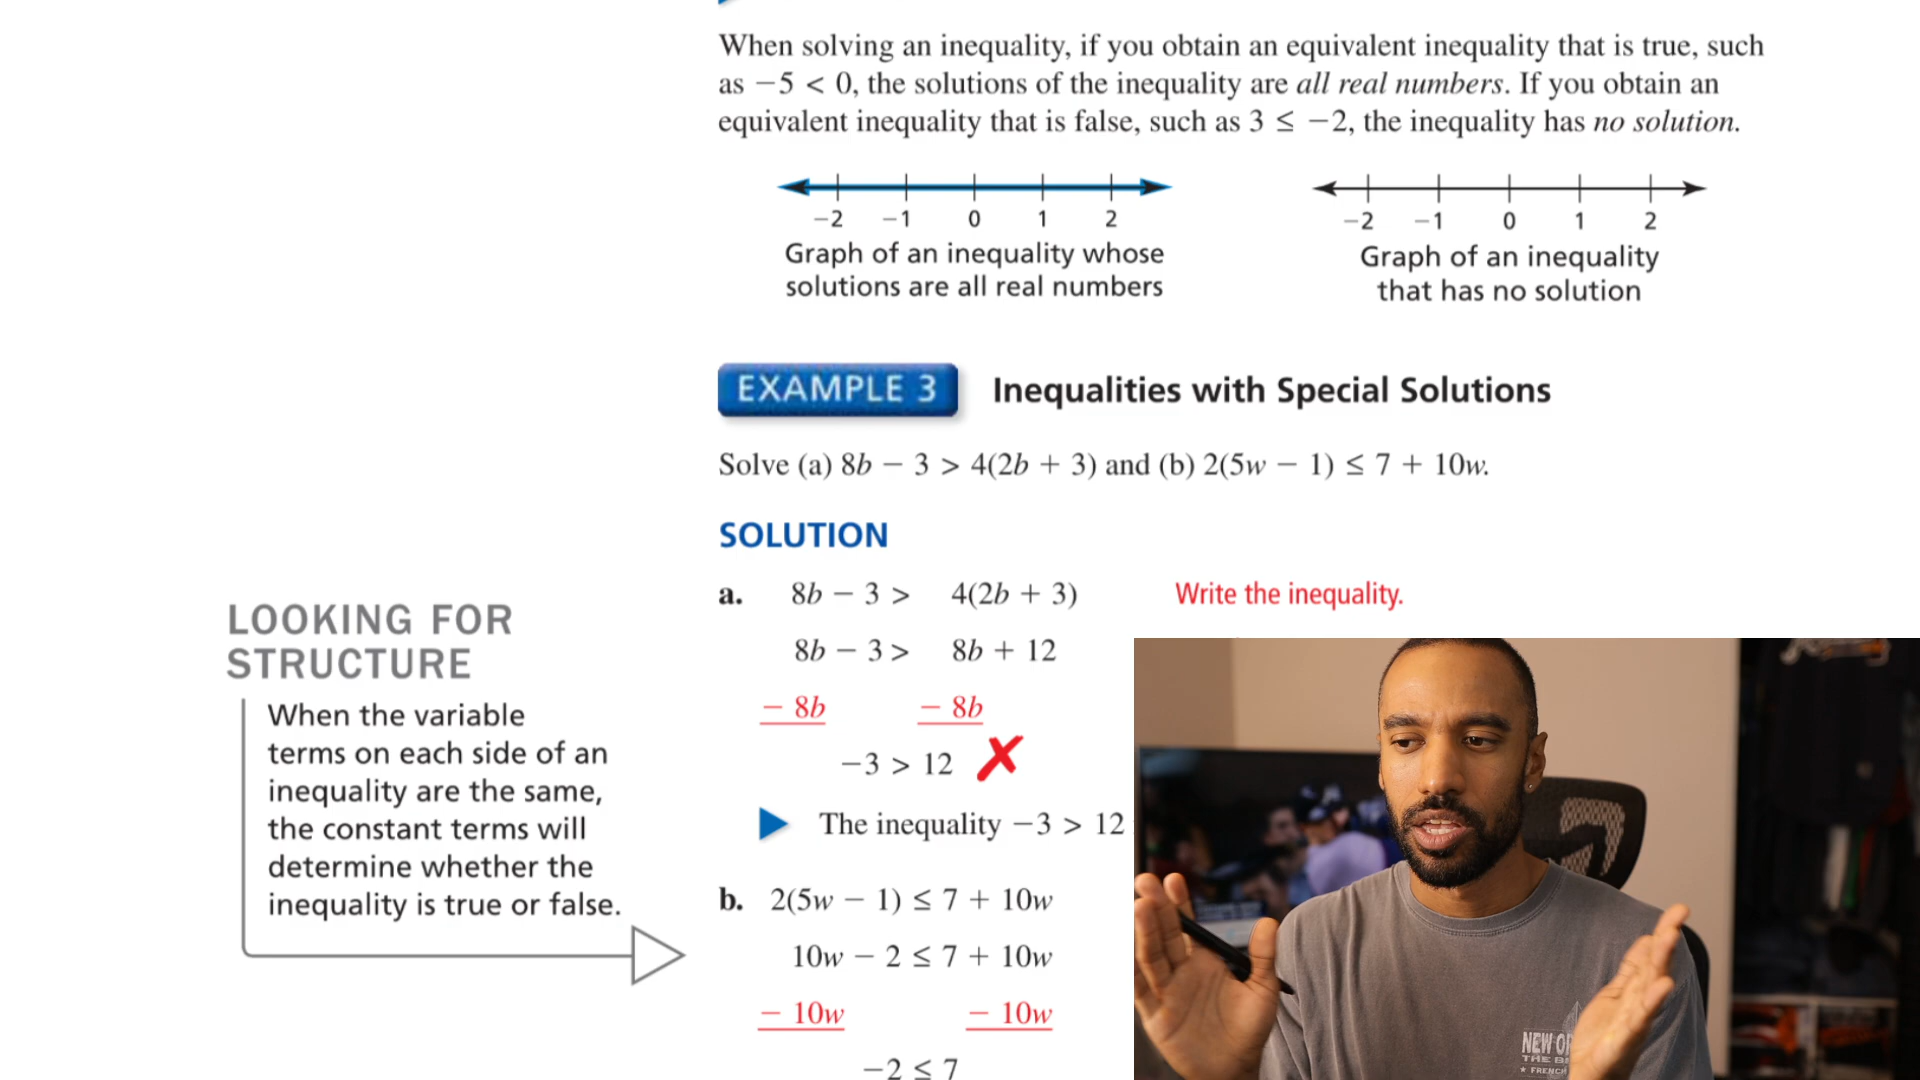 When solving an inequality, if you obtain an equivalent inequality that is true, such
as −5 < 0, the solutions of the inequality are all real numbers. If you obtain an
equivalent inequality that is false, such as 3 ≤ −2, the inequality has no solution.
−2 −1 0 1 2
Graph of an inequality whose
solutions are all real numbers
−2 −1 0 1 2
Graph of an inequality
that has no solution
EXAMPLE 3 Inequalities with Special Solutions
Solve (a) 8b − 3 > 4(2b + 3) and (b) 2(5w − 1) ≤ 7 + 10w.
SOLUTION
a. 8b − 3 > 4(2b + 3) Write the inequality.
8b − 3 > 8b + 12
− 8b − 8b
−3 > 12 ✗
The inequality −3 > 12
b. 2(5w − 1) ≤ 7 + 10w
10w − 2 ≤ 7 + 10w
− 10w − 10w
−2 ≤ 7
LOOKING FOR
STRUCTURE
When the variable
terms on each side of an
inequality are the same,
the constant terms will
determine whether the
inequality is true or false.
NEW
THE
FRENCH